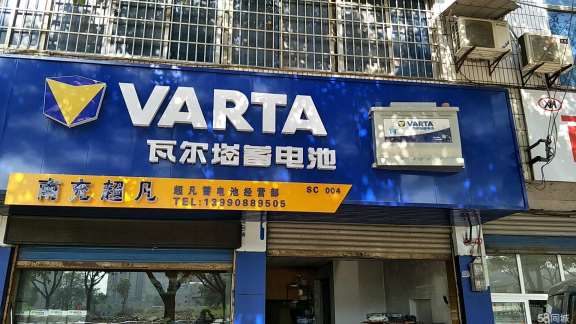 VARTA
瓦尔塔蓄电池
VARTA
南充超凡
超凡蓄电池经营部
SC 004
TEL:13990889505
58同城